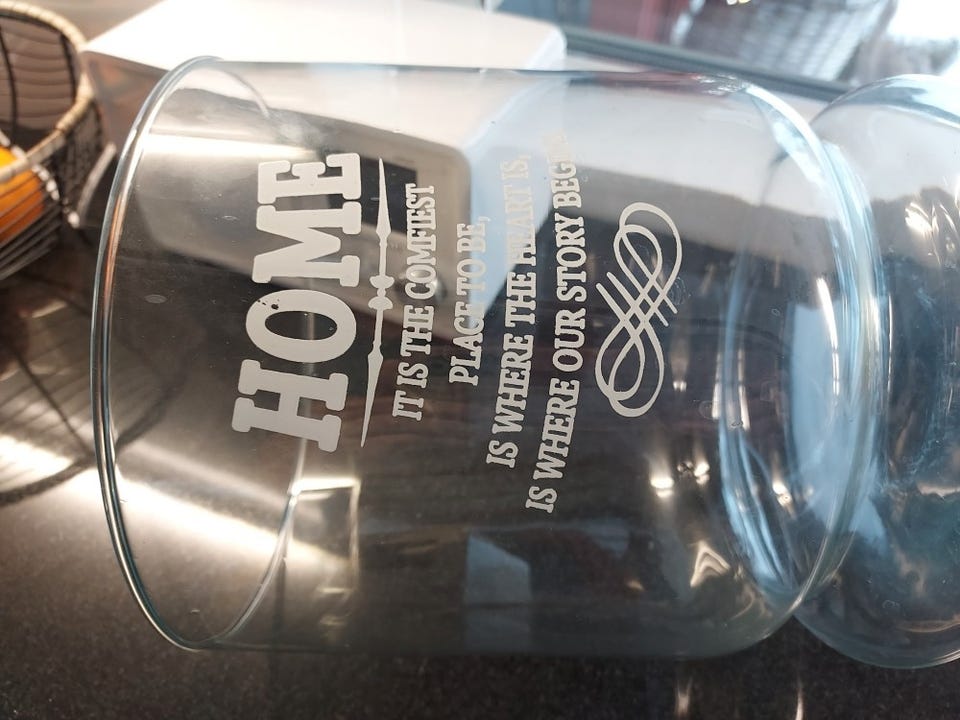 HOME
IT IS THE COMFIEST
PLACE TO BE,
IS WHERE THE HEART IS,
IS WHERE OUR STORY